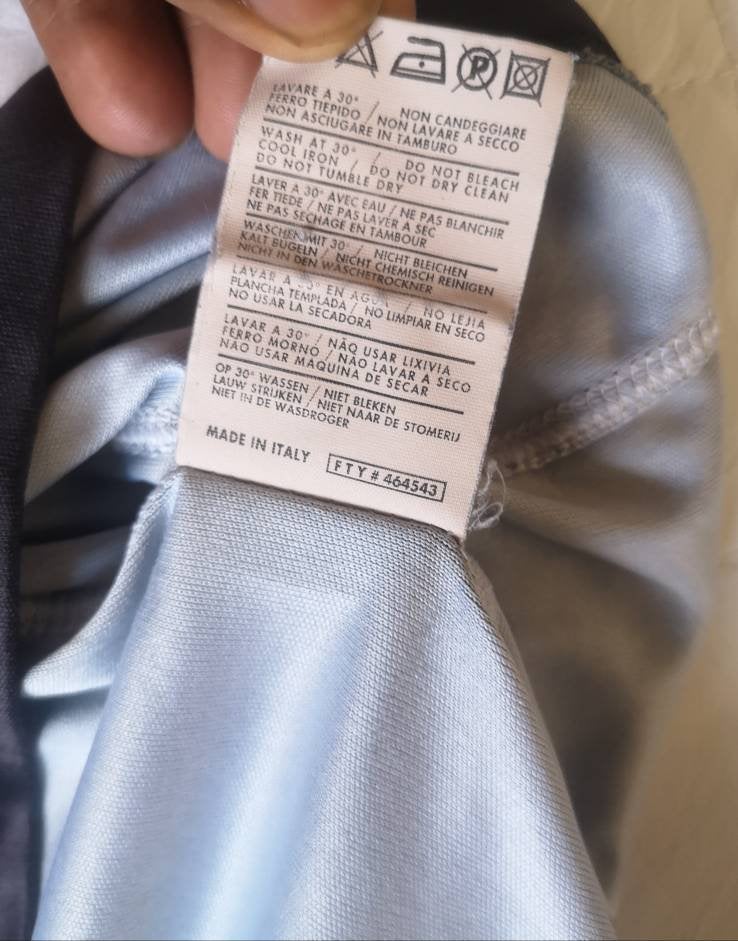 P
LAVARE A 30° / NON CANDEGGIARE
FERRO TIEPIDO / NON LAVARE A SECCO
NON ASCIUGARE IN TAMBURO
WASH AT 30° / DO NOT BLEACH
COOL IRON / DO NOT DRY CLEAN
DO NOT TUMBLE DRY
LAVER A 30° AVEC EAU / NE PAS BLANCHIR
FER TIEDE / NE PAS LAVER A SEC
NE PAS SECHAGE EN TAMBOUR
WASCHEN MIT 30° / NICHT BLEICHEN
KALT BUGELN / NICHT CHEMISCH REINIGEN
NICHT IN DEN WASCHETROCKNER
LAVAR A EN AGUA / NO LEJIA
PLANCHA TEMPLADA / NO LIMPIAR EN SECO
NO USAR LA SECADORA
LAVAR A 30° / NÃO USAR LIXIVIA
FERRO MORNO / NÃO LAVAR A SECO
NÃO USAR MAQUINA DE SECAR
OP 30° WASSEN / NIET BLEKEN
LAUW STRIJKEN / NIET NAAR DE STOMERIJ
NIET IN DE WASDROGER
MADE IN ITALY FTY # 464543